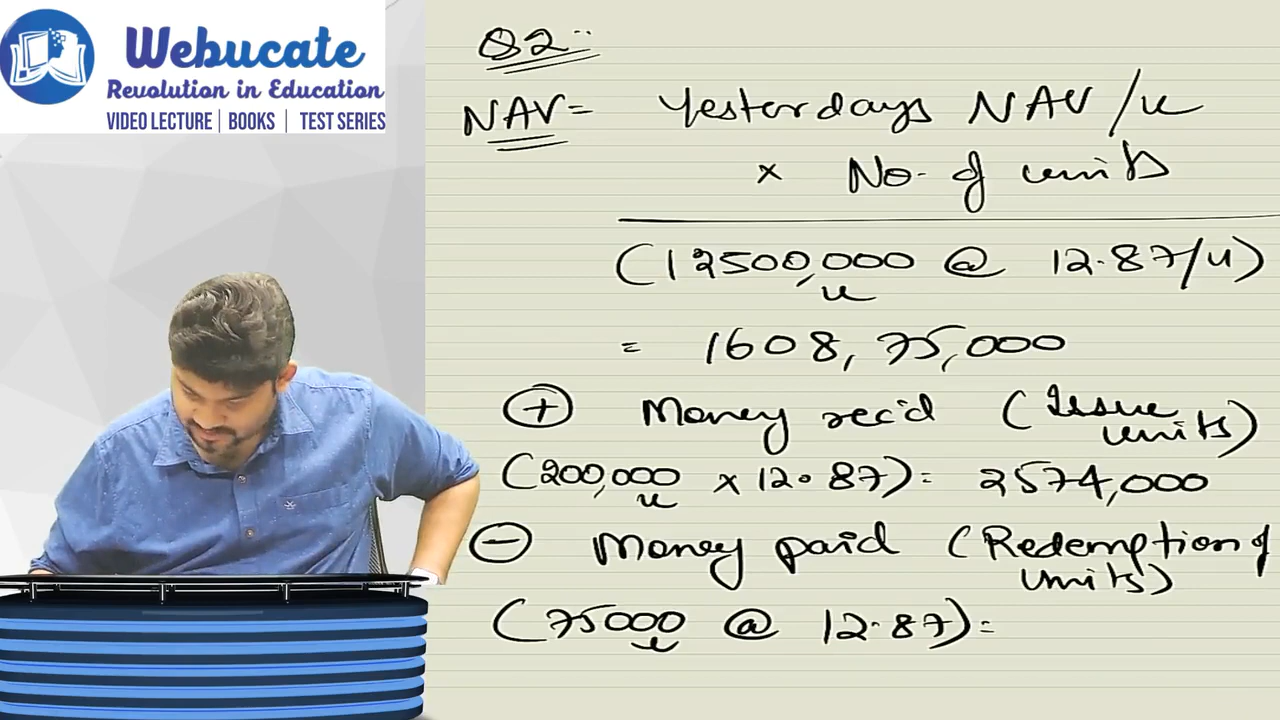 Webucate
Revolution in Education
VIDEO LECTURE | BOOKS | TEST SERIES
Q2:
NAV = Yesterdays NAV/u
x No. of units
(12500,000 @ 12.87/u)
u
= 1608,75,000
+ Money rec'd (Issue
units)
(200,000 x 12.87) = 2574,000
u
- Money paid (Redemption of
units)
(75000 @ 12.87) =
u